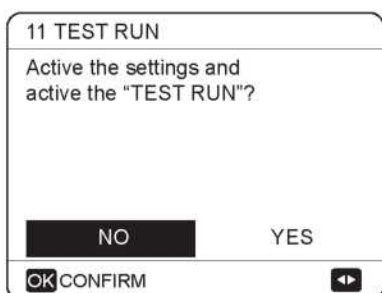 11 TEST RUN
Active the settings and
active the “TEST RUN”?
NO YES
OK CONFIRM